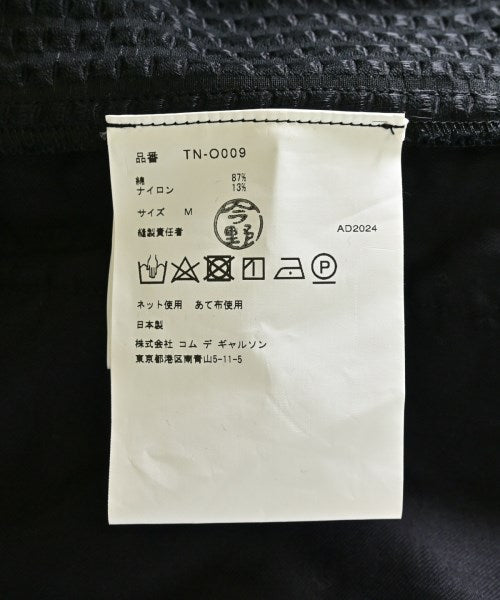 品番 TN-O009
綿 87%
ナイロン 13%
サイズ M
縫製責任者 今野 AD2024
P
ネット使用 あて布使用
日本製
株式会社 コム デ ギャルソン
東京都港区南青山5-11-5